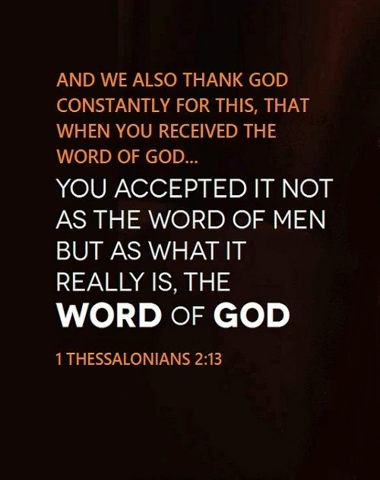 AND WE ALSO THANK GOD
CONSTANTLY FOR THIS, THAT
WHEN YOU RECEIVED THE
WORD OF GOD...
YOU ACCEPTED IT NOT
AS THE WORD OF MEN
BUT AS WHAT IT
REALLY IS, THE
WORD OF GOD
1 THESSALONIANS 2:13